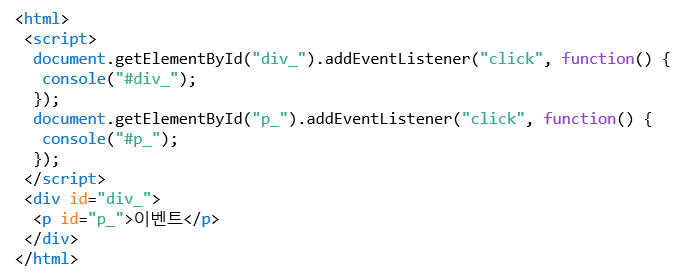 <html>
<script>
document.getElementById("div_").addEventListener("click", function() {
console("#div_");
});
document.getElementById("p_").addEventListener("click", function() {
console("#p_");
});
</script>
<div id="div_">
<p id="p_">이벤트</p>
</div>
</html>